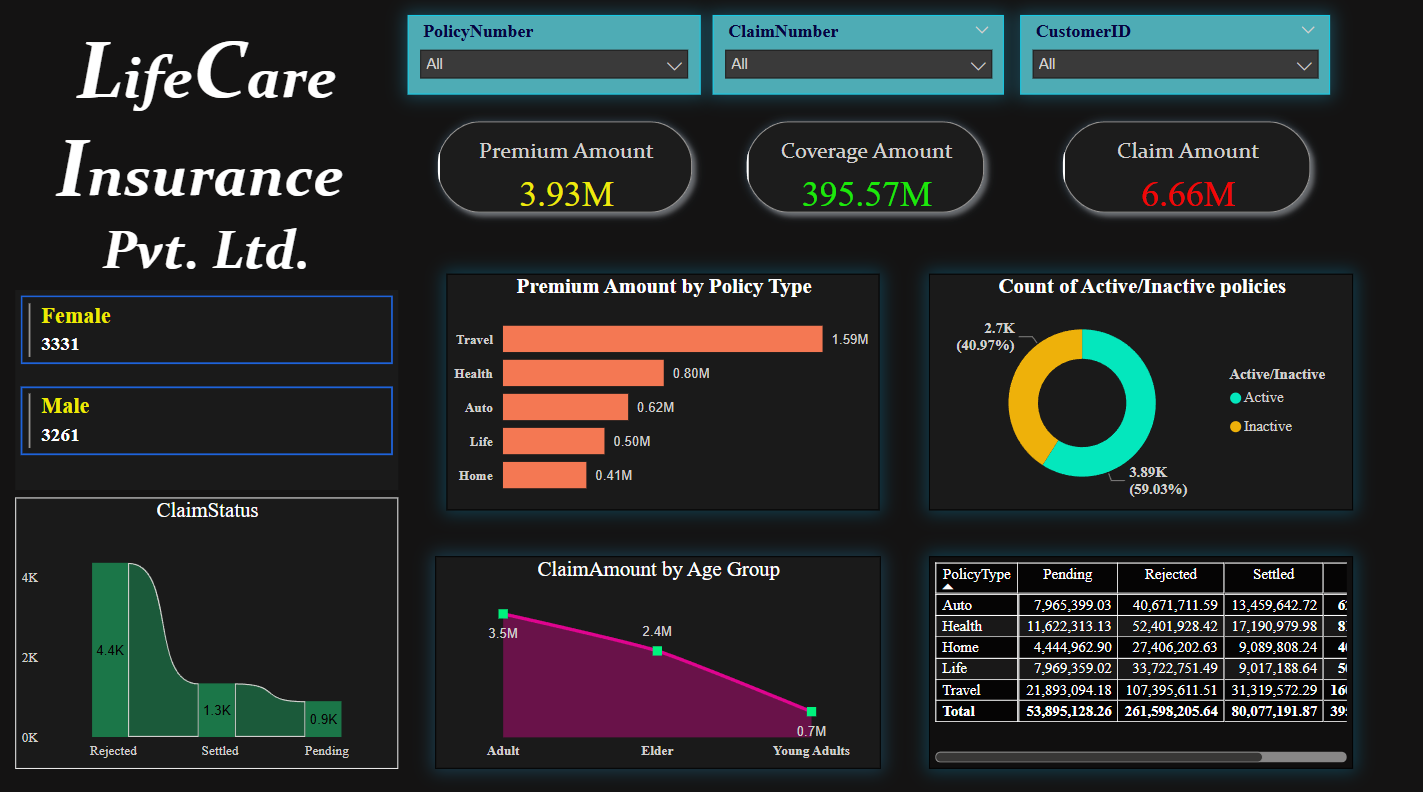 LifeCare
Insurance
Pvt. Ltd.
PolicyNumber
All
ClaimNumber
All
CustomerID
All
Premium Amount
3.93M
Coverage Amount
395.57M
Claim Amount
6.66M
Female
3331
Male
3261
Premium Amount by Policy Type
Travel 1.59M
Health 0.80M
Auto 0.62M
Life 0.50M
Home 0.41M
Count of Active/Inactive policies
2.7K
(40.97%)
3.89K
(59.03%)
Active/Inactive
Active
Inactive
ClaimStatus
4K
2K
0K
4.4K
1.3K
0.9K
Rejected Settled Pending
ClaimAmount by Age Group
3.5M
2.4M
0.7M
Adult Elder Young Adults
PolicyType Pending Rejected Settled
Auto 7,965,399.03 40,671,711.59 13,459,642.72
Health 11,622,313.13 52,401,928.42 17,190,979.98
Home 4,444,962.90 27,406,202.63 9,089,808.24
Life 7,969,359.02 33,722,751.49 9,017,188.64
Travel 21,893,094.18 107,395,611.51 31,319,572.29
Total 53,895,128.26 261,598,205.64 80,077,191.87